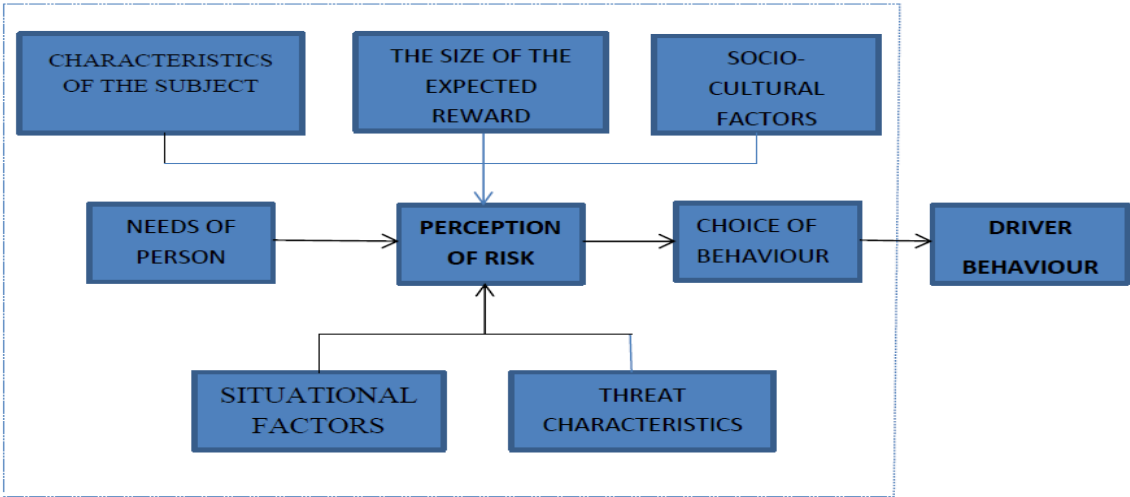 CHARACTERISTICS
OF THE SUBJECT
THE SIZE OF THE
EXPECTED
REWARD
SOCIO-
CULTURAL
FACTORS
NEEDS OF
PERSON
PERCEPTION
OF RISK
CHOICE OF
BEHAVIOUR
DRIVER
BEHAVIOUR
SITUATIONAL
FACTORS
THREAT
CHARACTERISTICS